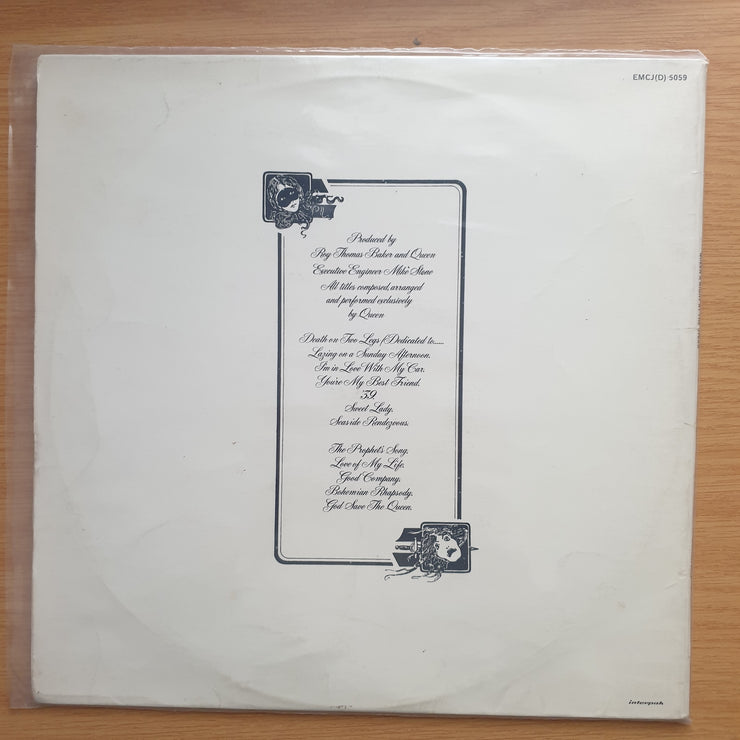 EMCJ(D) 5059
Produced by
Roy Thomas Baker and Queen
Executive Engineer Mike Stone
All titles composed, arranged
and performed exclusively
by Queen
Death on Two Legs (Dedicated to......
Lazing on a Sunday Afternoon.
I'm in Love With My Car.
You're My Best Friend.
'39
Sweet Lady.
Seaside Rendezvous.
The Prophet's Song.
Love of My Life.
Good Company.
Bohemian Rhapsody.
God Save The Queen.
interpak